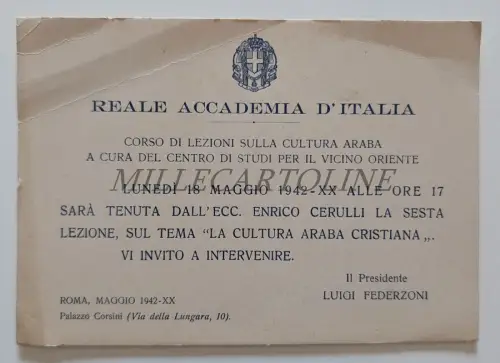 REALE ACCADEMIA D'ITALIA
CORSO DI LEZIONI SULLA CULTURA ARABA
A CURA DEL CENTRO DI STUDI PER IL VICINO ORIENTE
MILLECARTOLINE
LUNEDÌ 18 MAGGIO 1942-XX ALLE ORE 17
SARÀ TENUTA DALL'ECC. ENRICO CERULLI LA SESTA
LEZIONE, SUL TEMA "LA CULTURA ARABA CRISTIANA„.
VI INVITO A INTERVENIRE.
Il Presidente
LUIGI FEDERZONI
ROMA, MAGGIO 1942-XX
Palazzo Corsini (Via della Lungara, 10).